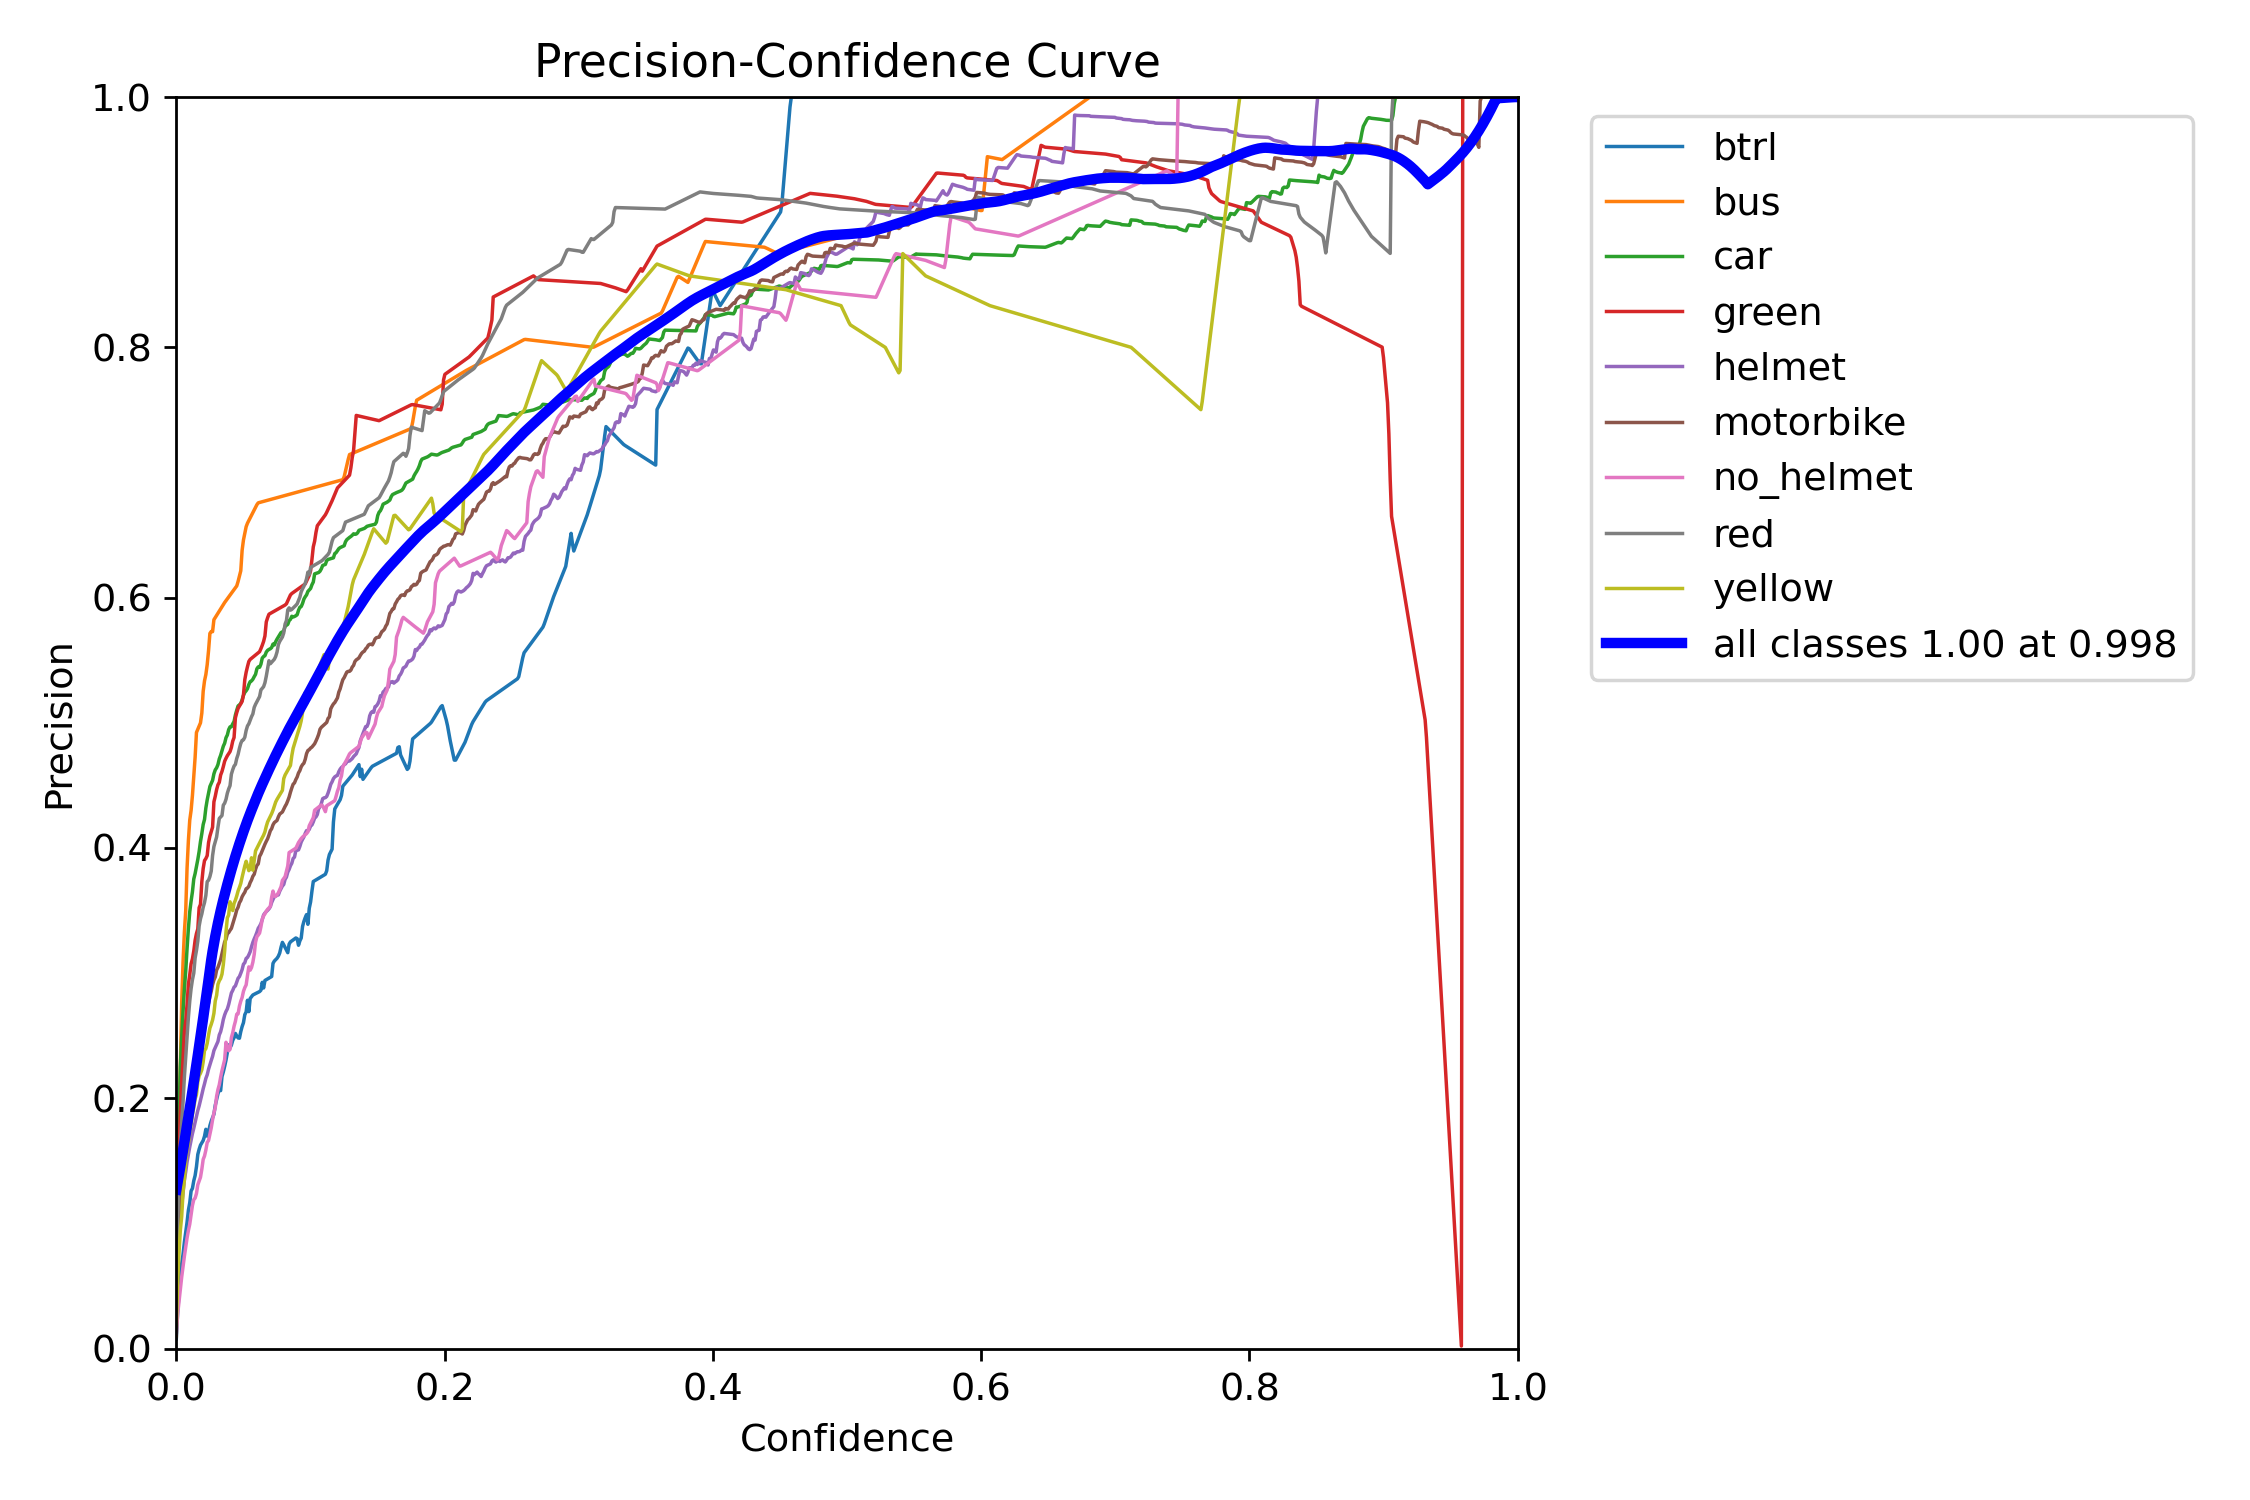 Precision-Confidence Curve
1.0
0.8
0.6
0.4
0.2
0.0
Precision
0.0 0.2 0.4 0.6 0.8 1.0
Confidence
btrl
bus
car
green
helmet
motorbike
no_helmet
red
yellow
all classes 1.00 at 0.998